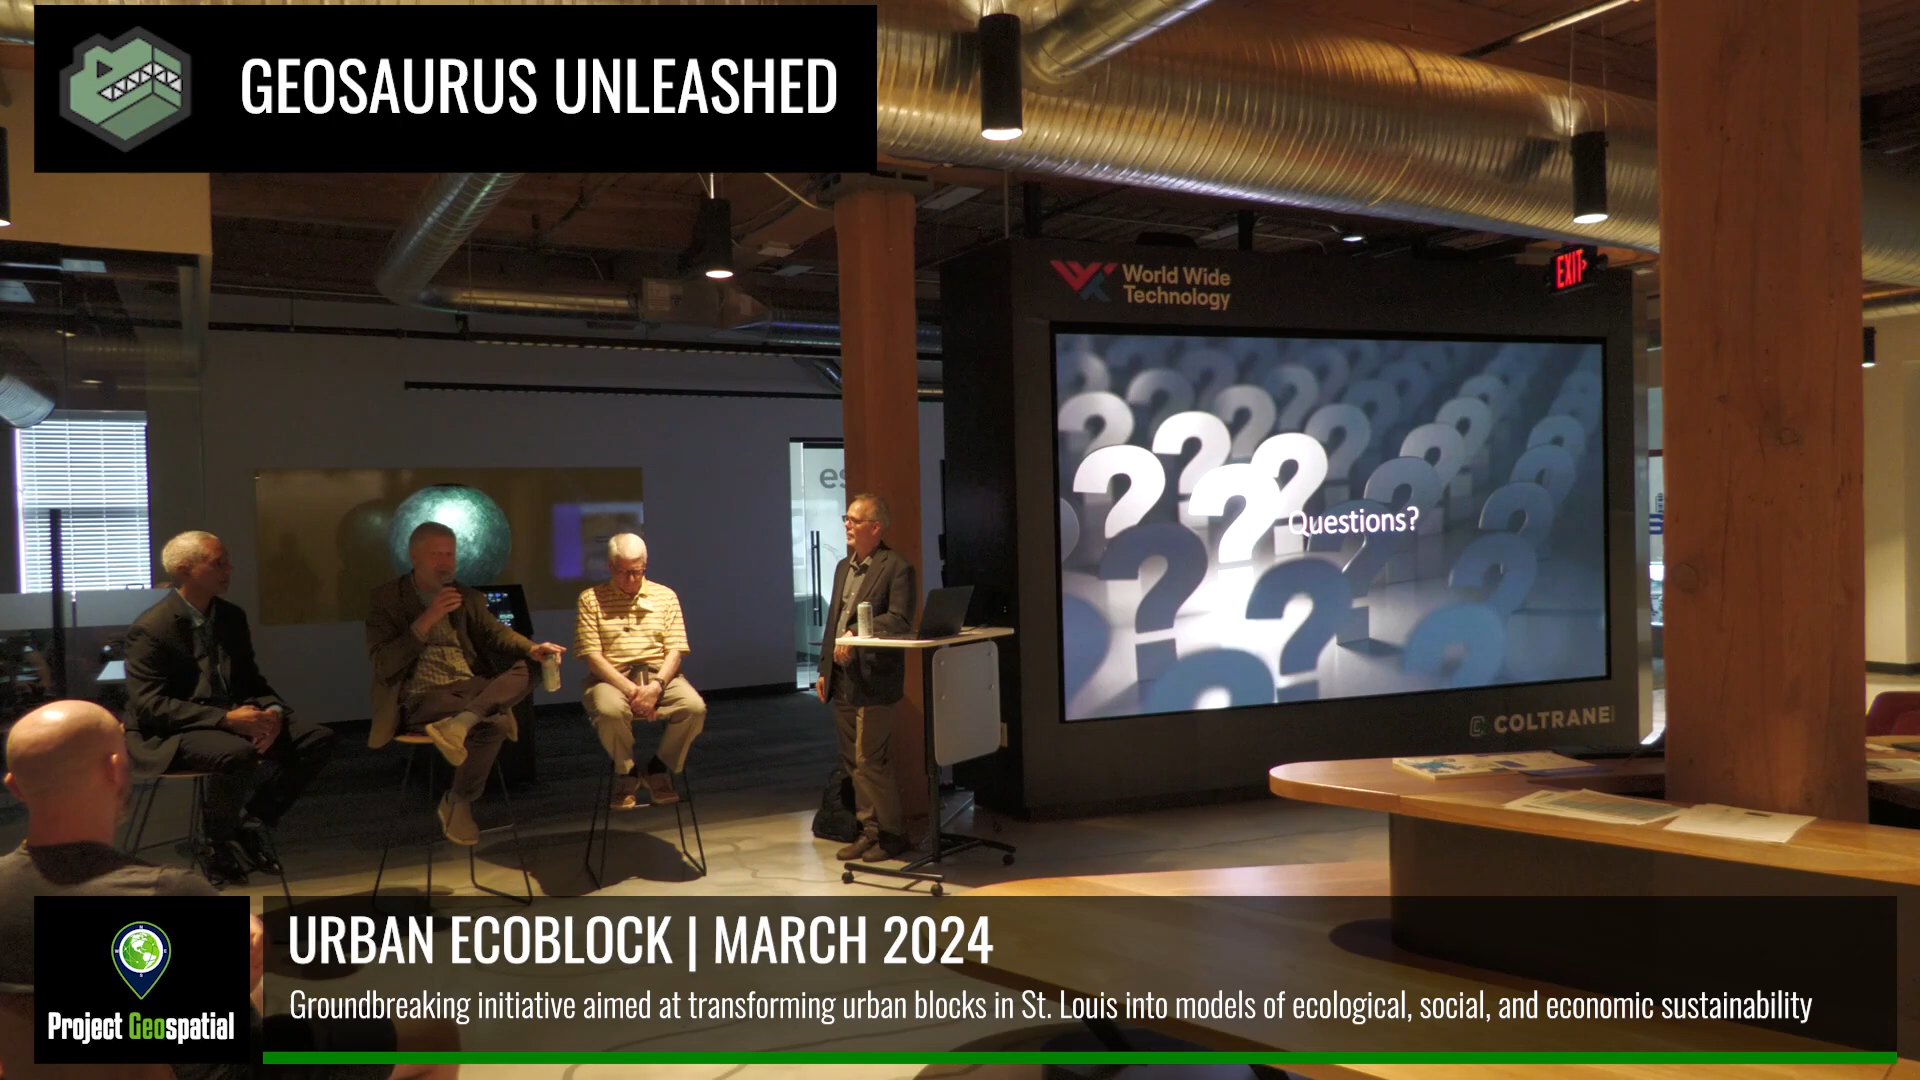 GEOSAURUS UNLEASHED
World Wide
Technology
EXIT
es
Questions?
COLTRANE
URBAN ECOBLOCK | MARCH 2024
Groundbreaking initiative aimed at transforming urban blocks in St. Louis into models of ecological, social, and economic sustainability
Project Geospatial